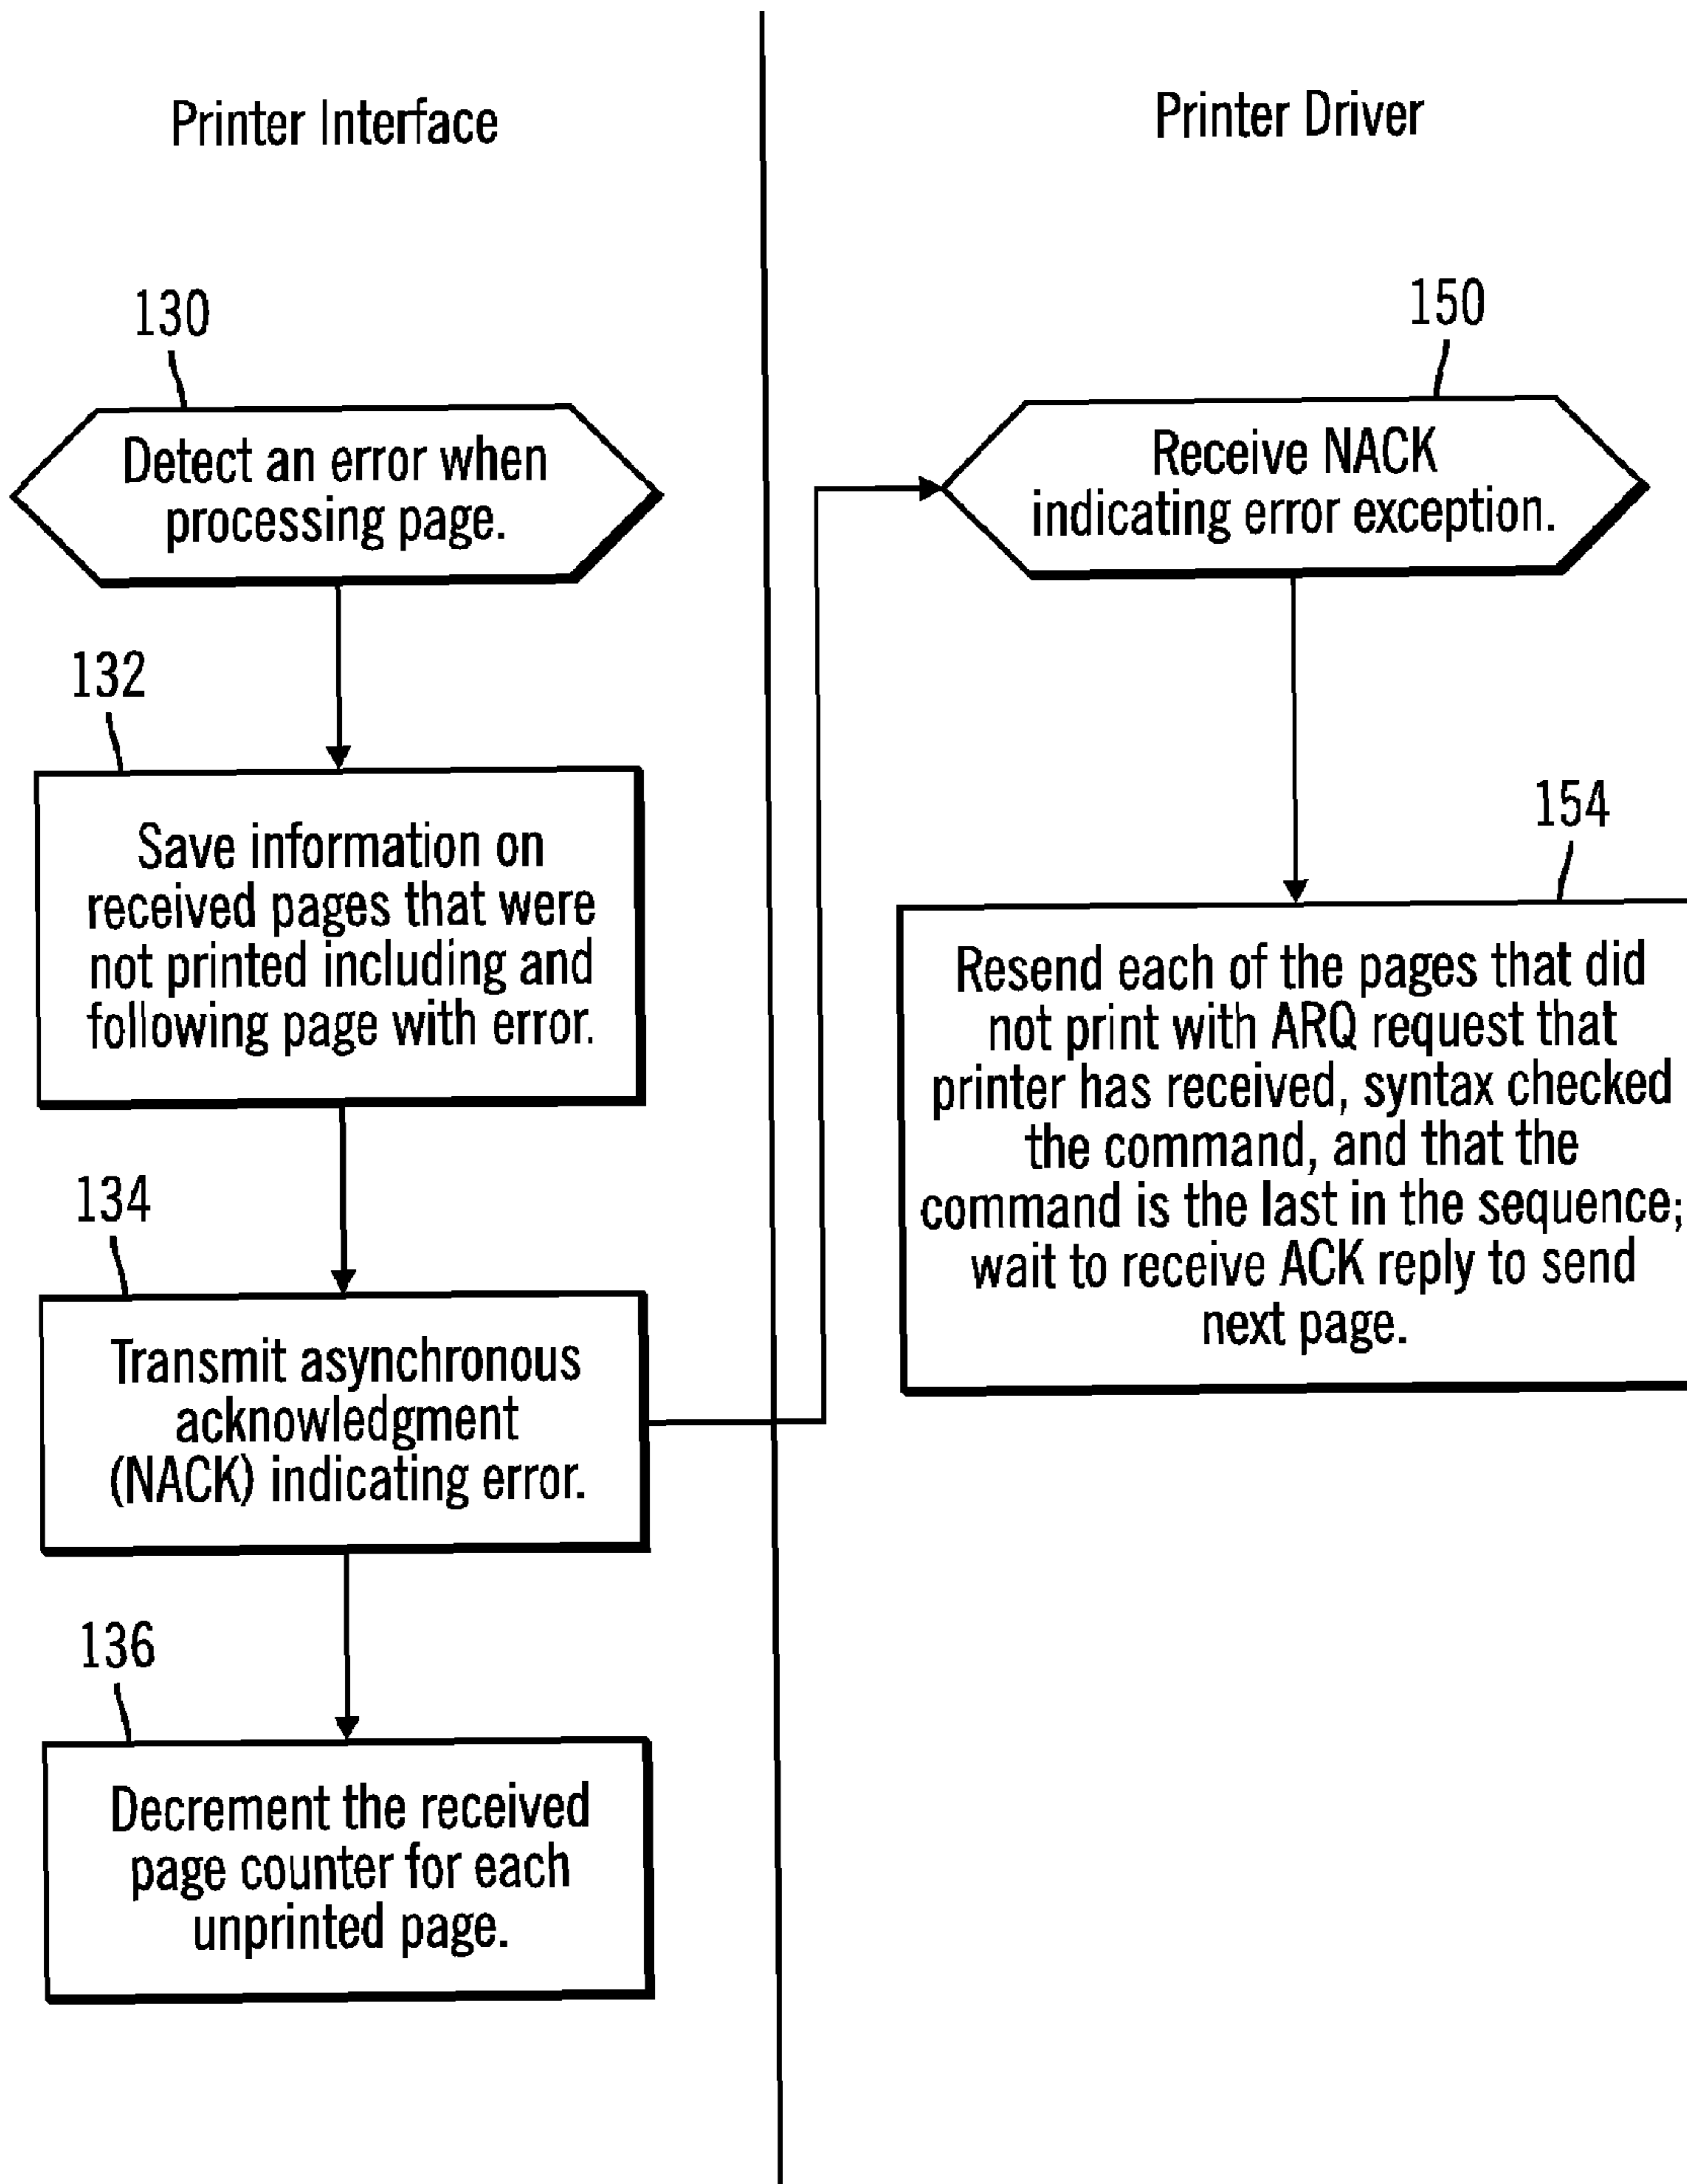 Printer Interface
130
Detect an error when
processing page.
132
Save information on
received pages that were
not printed including and
following page with error.
134
Transmit asynchronous
acknowledgment
(NACK) indicating error.
136
Decrement the received
page counter for each
unprinted page.
Printer Driver
150
Receive NACK
indicating error exception.
154
Resend each of the pages that did
not print with ARQ request that
printer has received, syntax checked
the command, and that the
command is the last in the sequence;
wait to receive ACK reply to send
next page.